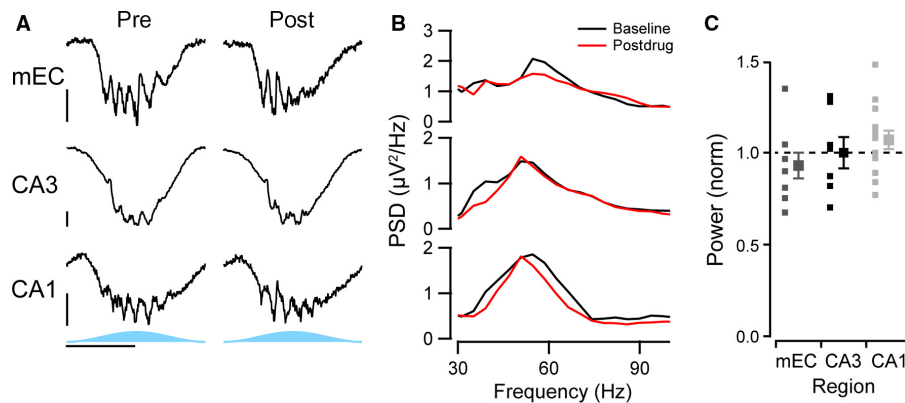 A
Pre
Post
mEC
CA3
CA1
B
Baseline
Postdrug
PSD (µV²/Hz)
3
2
1
0
2
1
0
2
1
0
30
60
90
Frequency (Hz)
C
Power (norm)
1.5
1.0
0.5
0.0
mEC
CA3
CA1
Region